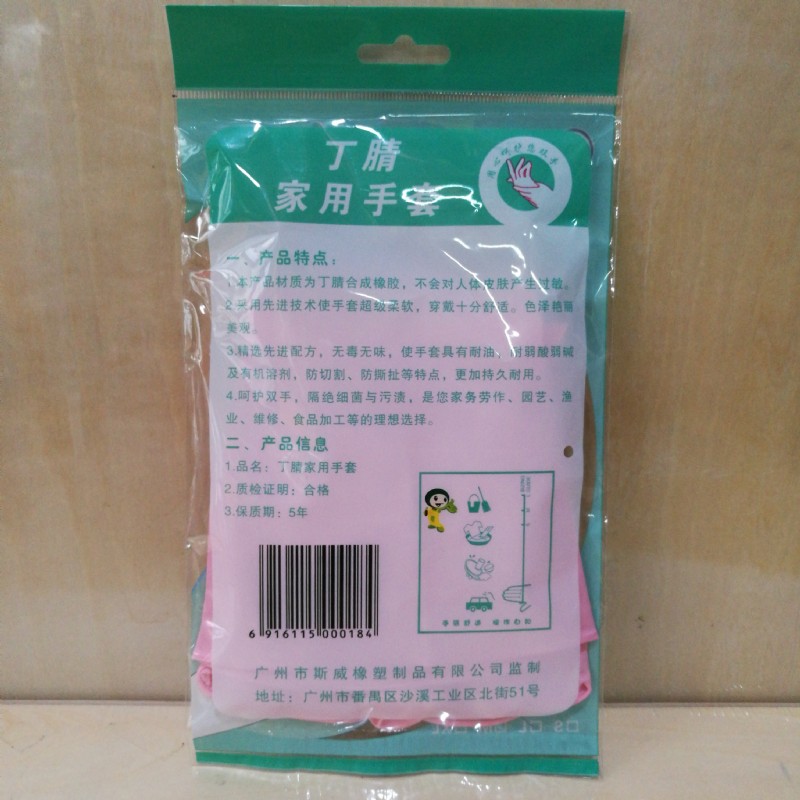 丁腈
家用手套
用心呵护您双手
一、产品特点：
1.本产品材质为丁腈合成橡胶，不会对人体皮肤产生过敏。
2.采用先进技术使手套超级柔软，穿戴十分舒适。色泽艳丽
美观。
3.精选先进配方，无毒无味，使手套具有耐油，耐弱酸弱碱
及有机溶剂，防切割、防撕扯等特点，更加持久耐用。
4.呵护双手，隔绝细菌与污渍，是您家务劳作、园艺、渔
业、维修、食品加工等的理想选择。
二、产品信息
1.品名：丁腈家用手套
2.质检证明：合格
3.保质期：5年
6 916115 000184
广州市斯威橡塑制品有限公司监制
地址：广州市番禺区沙溪工业区北街51号